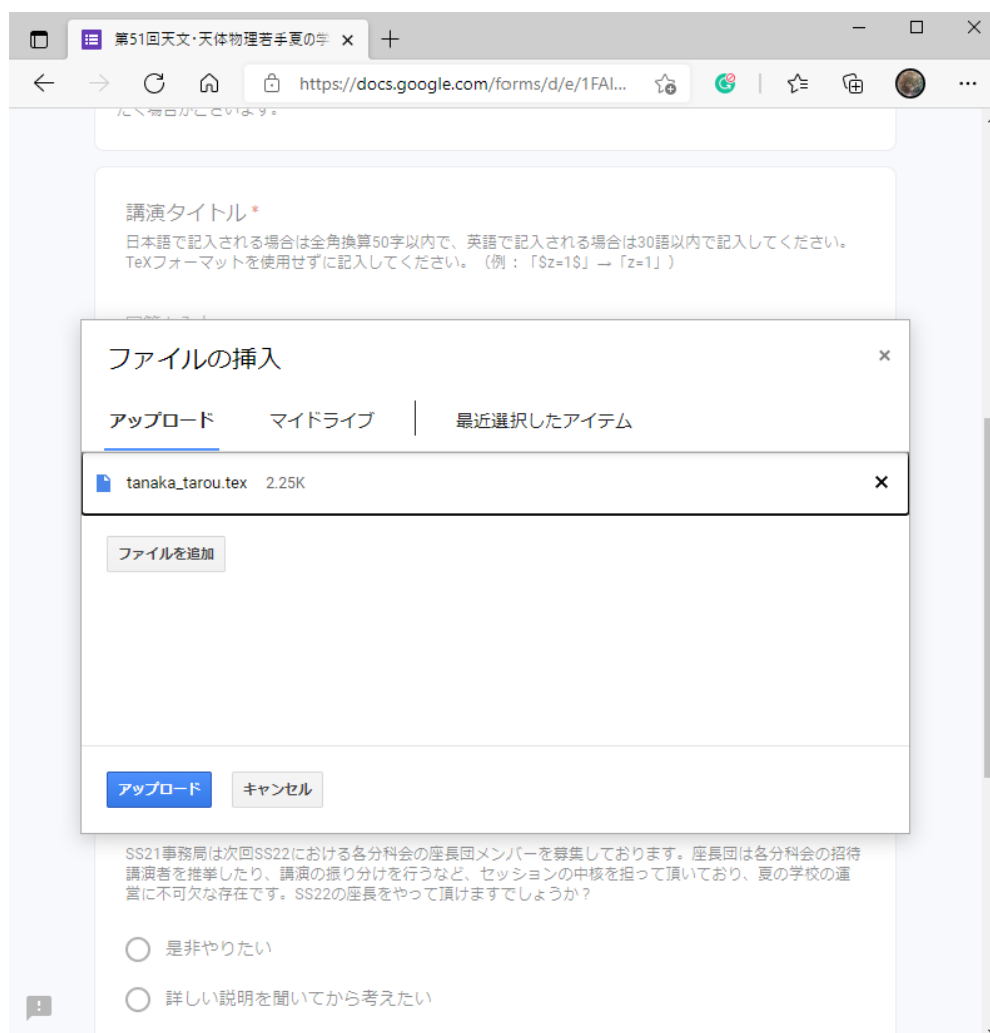 第51回天文・天体物理若手夏の学
https://docs.google.com/forms/d/e/1FAI...
だく場合がございます。
講演タイトル *
日本語で記入される場合は全角換算50字以内で、英語で記入される場合は30語以内で記入してください。
TeXフォーマットを使用せずに記入してください。（例：「$z=1$」→「z=1」）
ファイルの挿入
アップロード マイドライブ 最近選択したアイテム
tanaka_tarou.tex 2.25K
ファイルを追加
アップロード キャンセル
SS21事務局は次回SS22における各分科会の座長団メンバーを募集しております。座長団は各分科会の招待
講演者を推挙したり、講演の振り分けを行うなど、セッションの中核を担って頂いており、夏の学校の運
営に不可欠な存在です。SS22の座長をやって頂けますでしょうか？
是非やりたい
詳しい説明を聞いてから考えたい